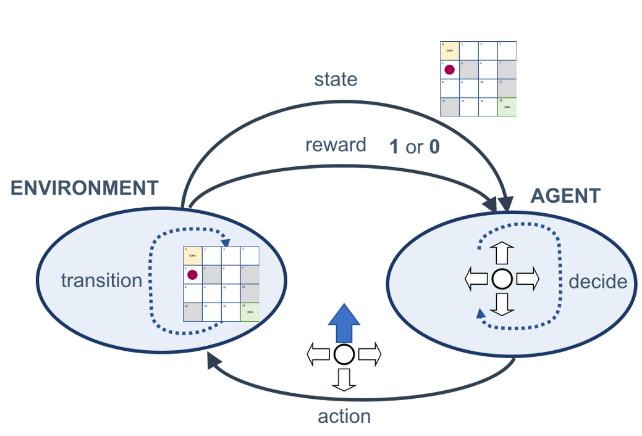 state
reward 1 or 0
ENVIRONMENT
AGENT
transition
decide
action